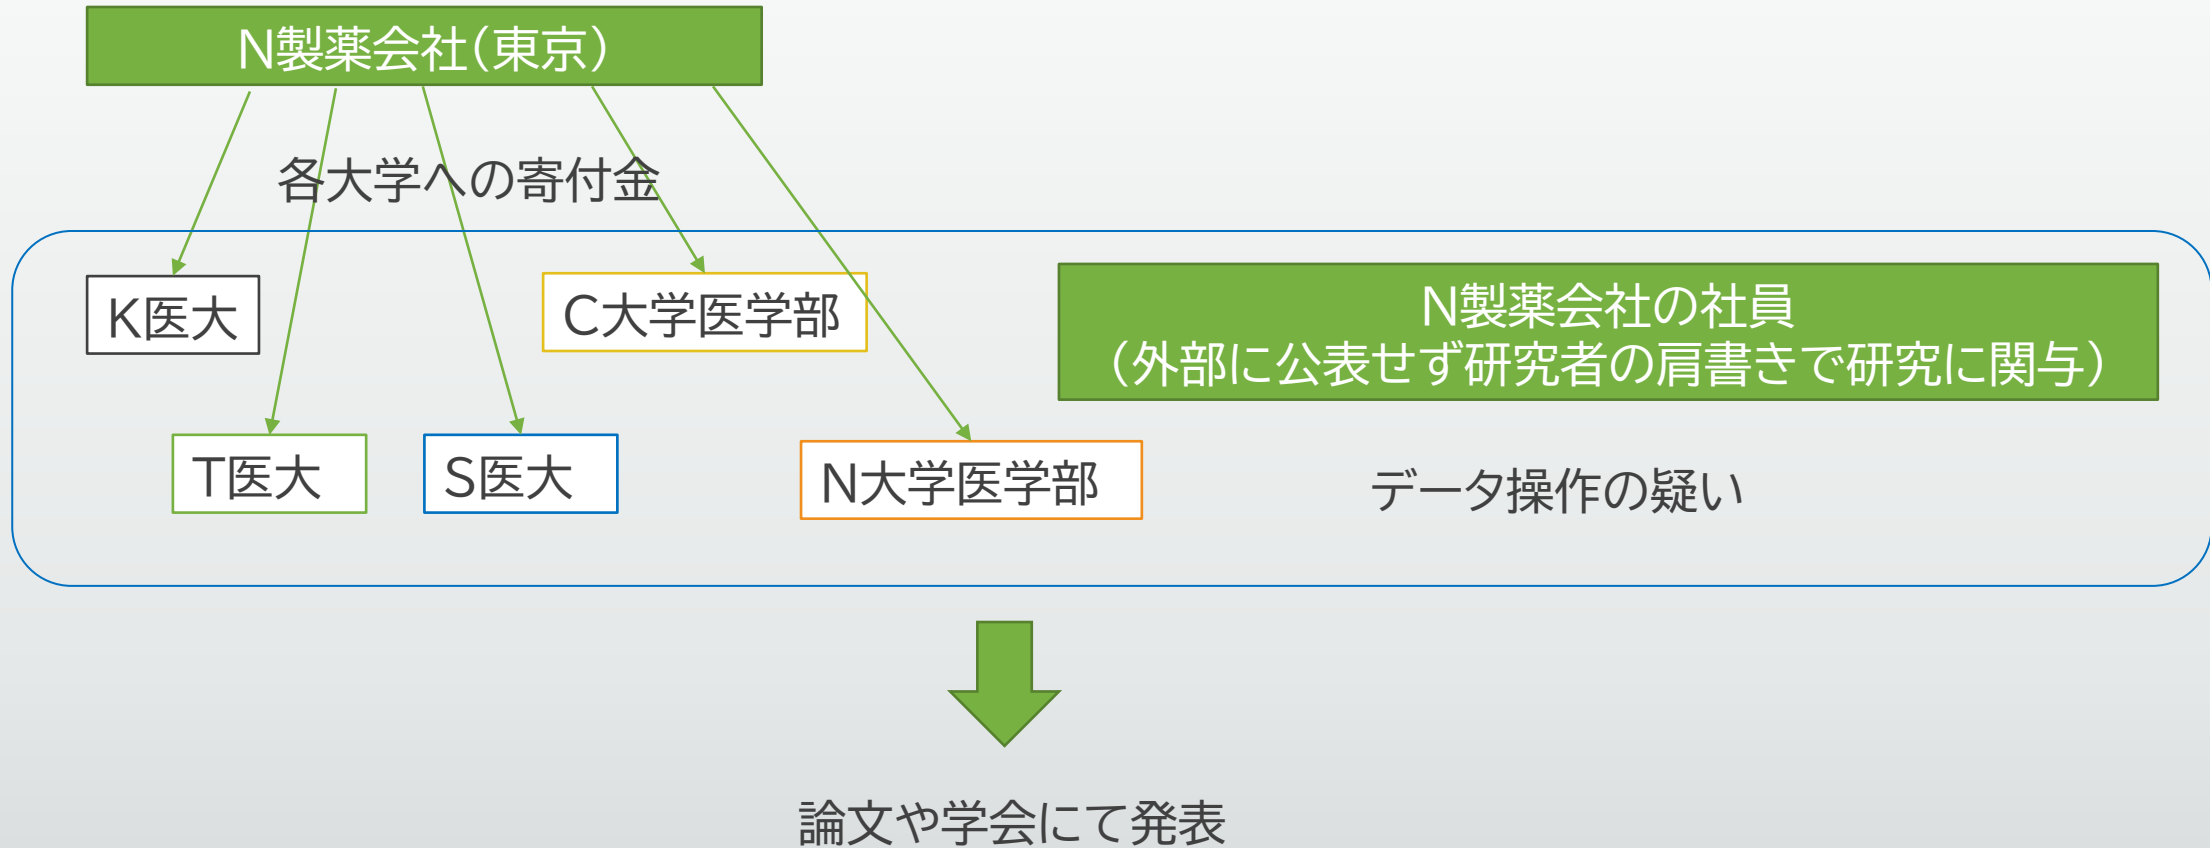 N製薬会社(東京)
各大学への寄付金
K医大
C大学医学部
N製薬会社の社員
(外部に公表せず研究者の肩書きで研究に関与)
T医大
S医大
N大学医学部
データ操作の疑い
論文や学会にて発表